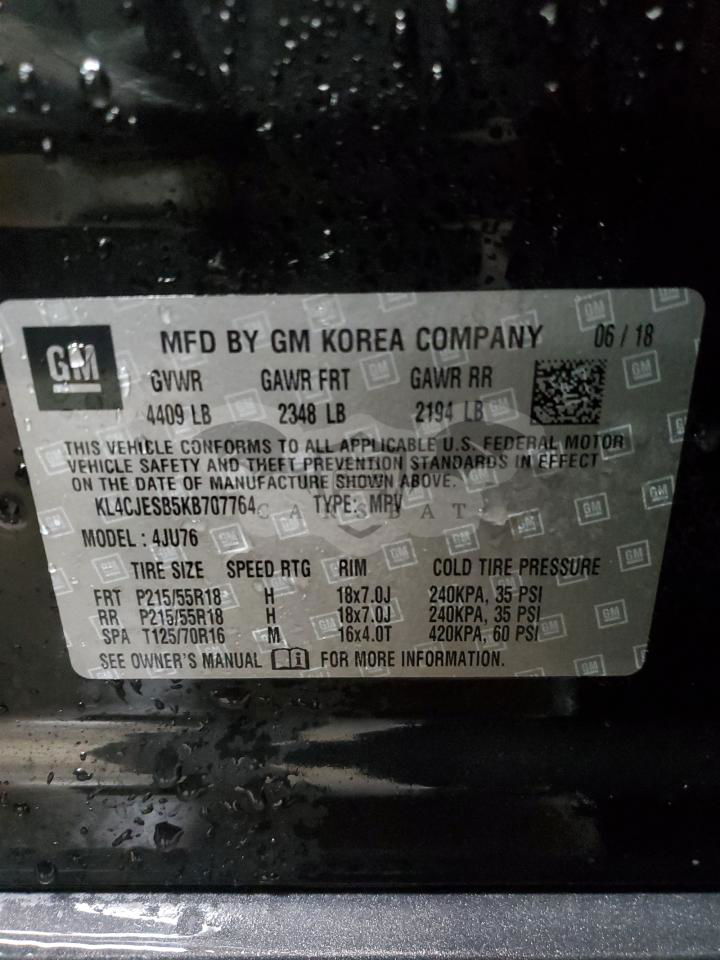 GM
MFD BY GM KOREA COMPANY 06 / 18
GVWR GAWR FRT GAWR RR
4409 LB 2348 LB 2194 LB
THIS VEHICLE CONFORMS TO ALL APPLICABLE U.S. FEDERAL MOTOR
VEHICLE SAFETY AND THEFT PREVENTION STANDARDS IN EFFECT
ON THE DATE OF MANUFACTURE SHOWN ABOVE.
KL4CJESB5KB707764 TYPE: MPV
CARSBAT
MODEL : 4JU76
TIRE SIZE SPEED RTG RIM COLD TIRE PRESSURE
FRT P215/55R18 H 18x7.0J 240KPA, 35 PSI
RR P215/55R18 H 18x7.0J 240KPA, 35 PSI
SPA T125/70R16 M 16x4.0T 420KPA, 60 PSI
SEE OWNER'S MANUAL i FOR MORE INFORMATION.